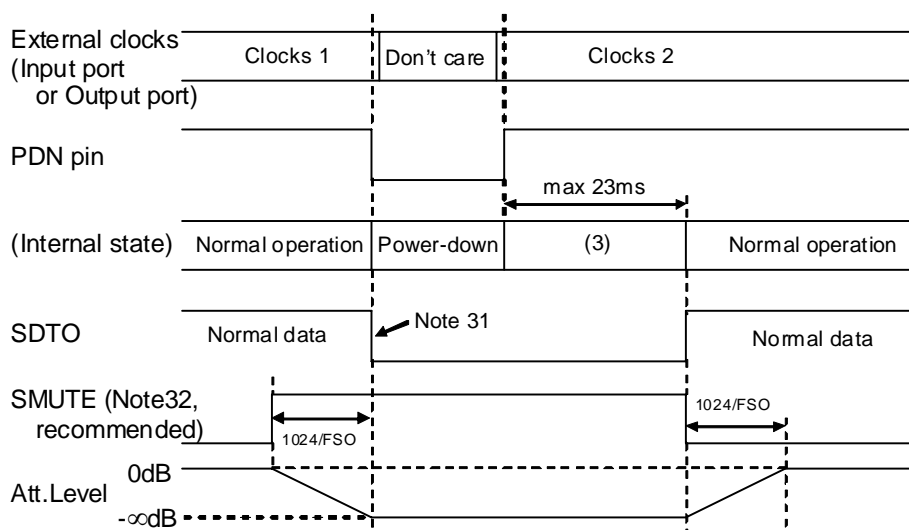 External clocks
(Input port
or Output port)
Clocks 1
Don't care
Clocks 2
PDN pin
max 23ms
(Internal state)
Normal operation
Power-down
(3)
Normal operation
SDTO
Normal data
Note 31
Normal data
SMUTE (Note32,
recommended)
1024/FSO
1024/FSO
Att.Level
0dB
-∞dB